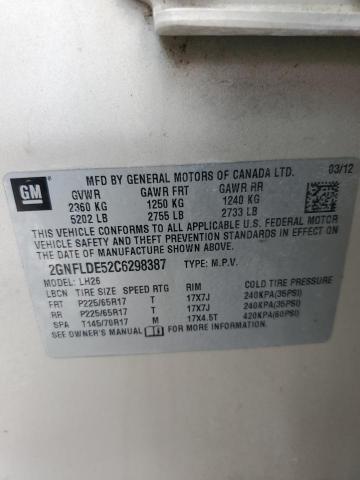 GM
MFD BY GENERAL MOTORS OF CANADA LTD. 03/12
GVWR GAWR FRT GAWR RR
2360 KG 1250 KG 1240 KG
5202 LB 2755 LB 2733 LB
THIS VEHICLE CONFORMS TO ALL APPLICABLE U.S. FEDERAL MOTOR
VEHICLE SAFETY, BUMPER, AND THEFT PREVENTION STANDARDS IN EFFECT
ON THE DATE OF MANUFACTURE SHOWN ABOVE.
2GNFLDE52C6298387 TYPE: M.P.V.
MODEL: LH26
LBCN TIRE SIZE SPEED RTG RIM COLD TIRE PRESSURE
FRT P225/65R17 T 17X7J 240KPA(35PSI)
RR P225/65R17 T 17X7J 240KPA(35PSI)
SPA T145/70R17 M 17X4.5T 420KPA(60PSI)
SEE OWNER'S MANUAL FOR MORE INFORMATION.